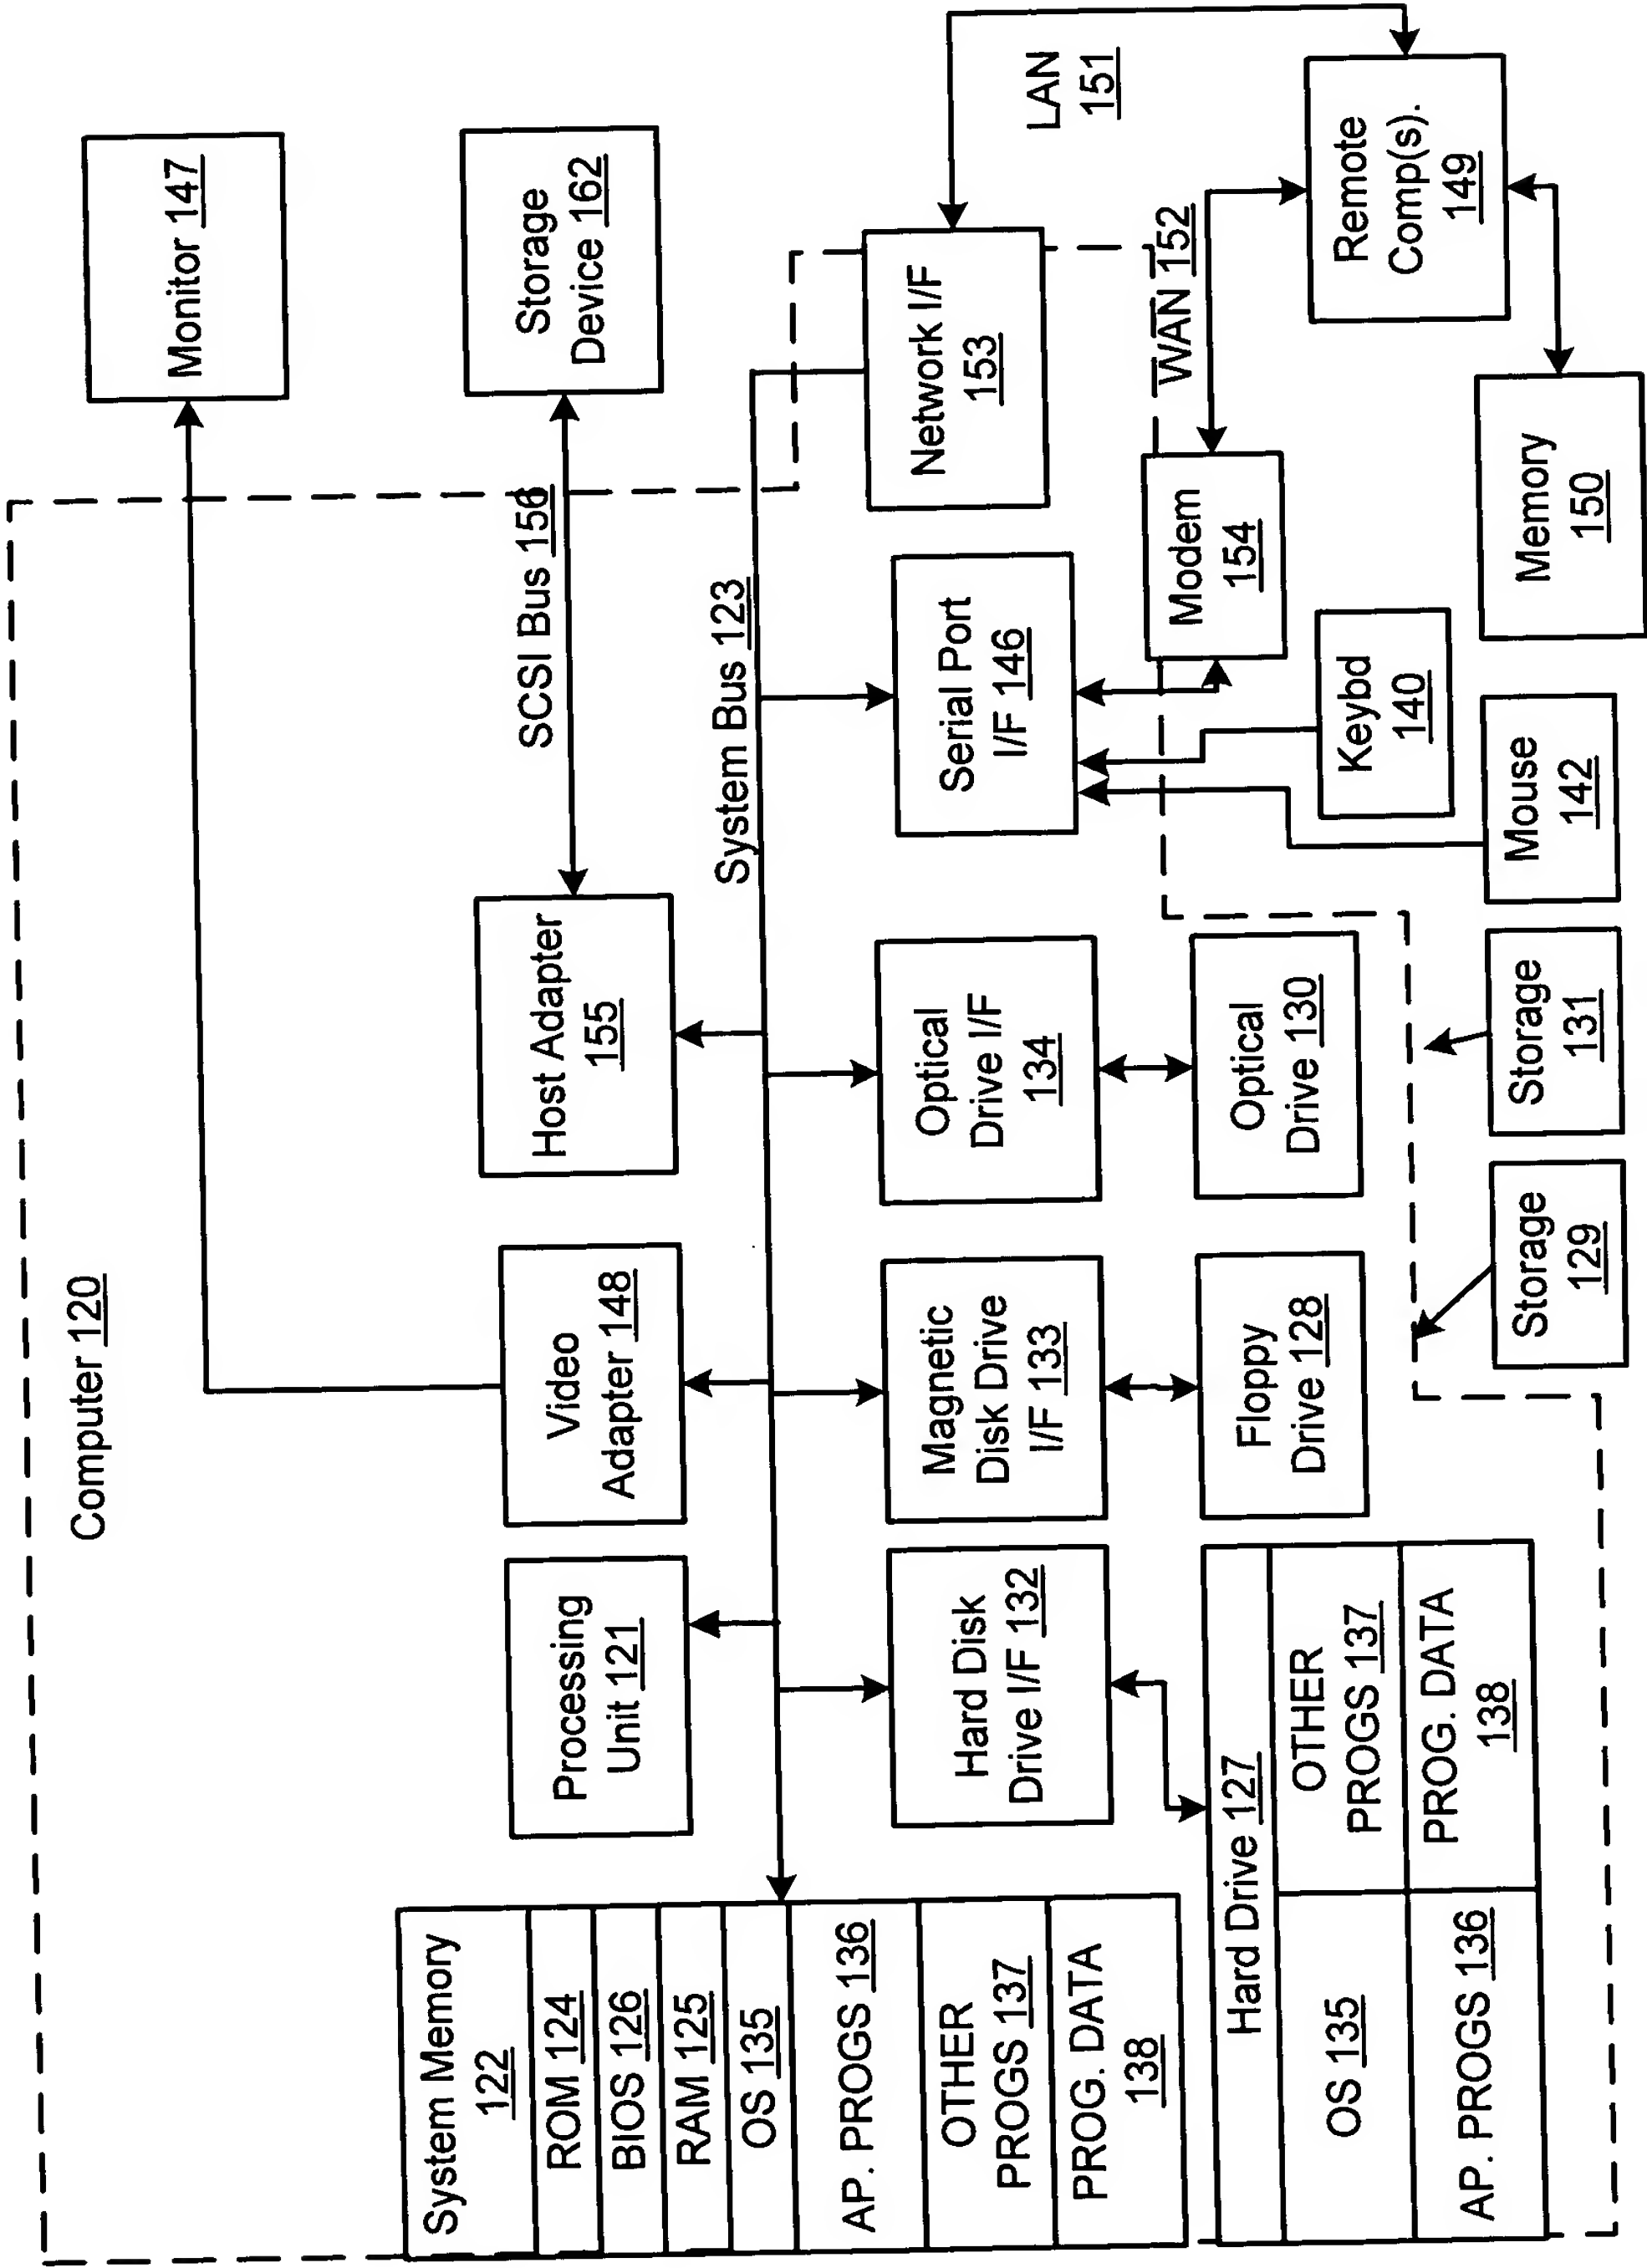 Computer 120
Monitor 147
Storage
Device 162
SCSI Bus 156
System Memory
122
ROM 124
BIOS 126
RAM 125
OS 135
AP. PROGS 136
OTHER
PROGS 137
PROG. DATA
138
Processing
Unit 121
Video
Adapter 148
Host Adapter
155
System Bus 123
Hard Disk
Drive I/F 132
Magnetic
Disk Drive
I/F 133
Optical
Drive I/F
134
Serial Port
I/F 146
Network I/F
153
LAN
151
Hard Drive 127
OS 135
OTHER
PROGS 137
AP. PROGS 136
PROG. DATA
138
Floppy
Drive 128
Optical
Drive 130
Modem
154
WAN 152
Remote
Comp(s).
149
Storage
129
Storage
131
Mouse
142
Keybd
140
Memory
150